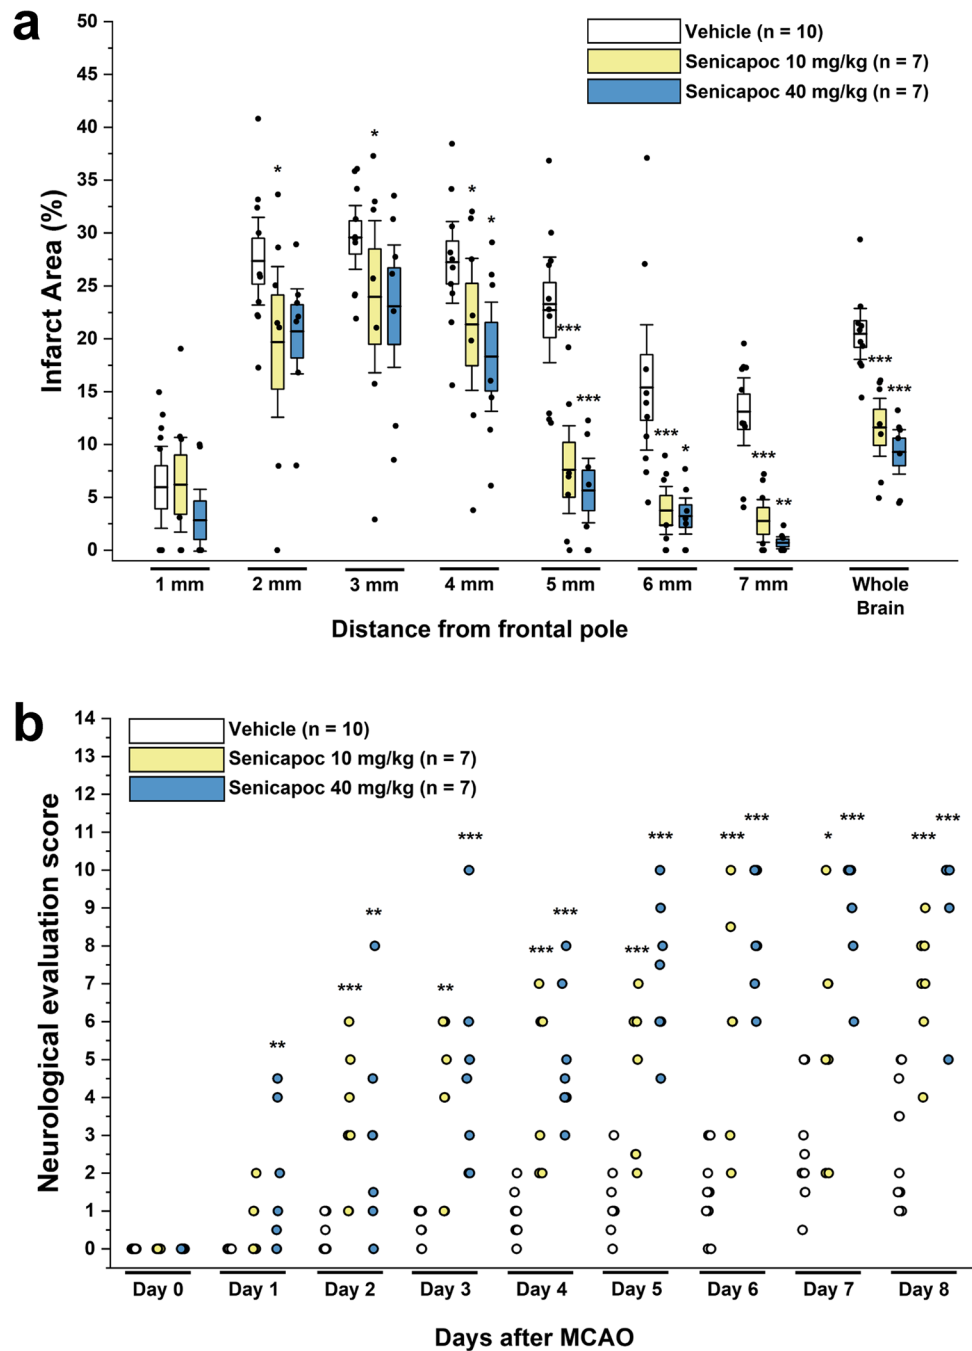 a
50
45
40
35
30
25
20
15
10
5
0
Infarct Area (%)
Vehicle (n = 10)
Senicapoc 10 mg/kg (n = 7)
Senicapoc 40 mg/kg (n = 7)
*
*
*
*
***
***
***
*
***
**
***
***
1 mm
2 mm
3 mm
4 mm
5 mm
6 mm
7 mm
Whole
Brain
Distance from frontal pole
b
14
13
12
11
10
9
8
7
6
5
4
3
2
1
0
Neurological evaluation score
Vehicle (n = 10)
Senicapoc 10 mg/kg (n = 7)
Senicapoc 40 mg/kg (n = 7)
**
***
**
**
***
***
***
***
***
***
***
*
***
***
***
Day 0
Day 1
Day 2
Day 3
Day 4
Day 5
Day 6
Day 7
Day 8
Days after MCAO